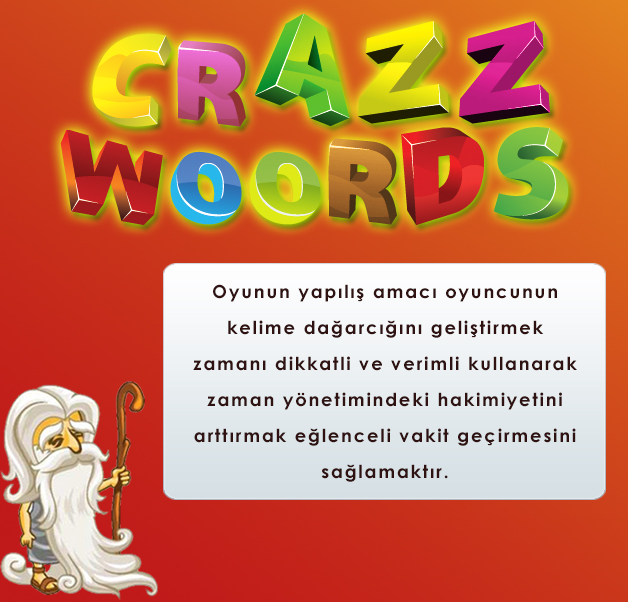 CRAZZ
WOORDS
Oyunun yapılış amacı oyuncunun
kelime dağarcığını geliştirmek
zamanı dikkatli ve verimli kullanarak
zaman yönetimindeki hakimiyetini
arttırmak eğlenceli vakit geçirmesini
sağlamaktır.